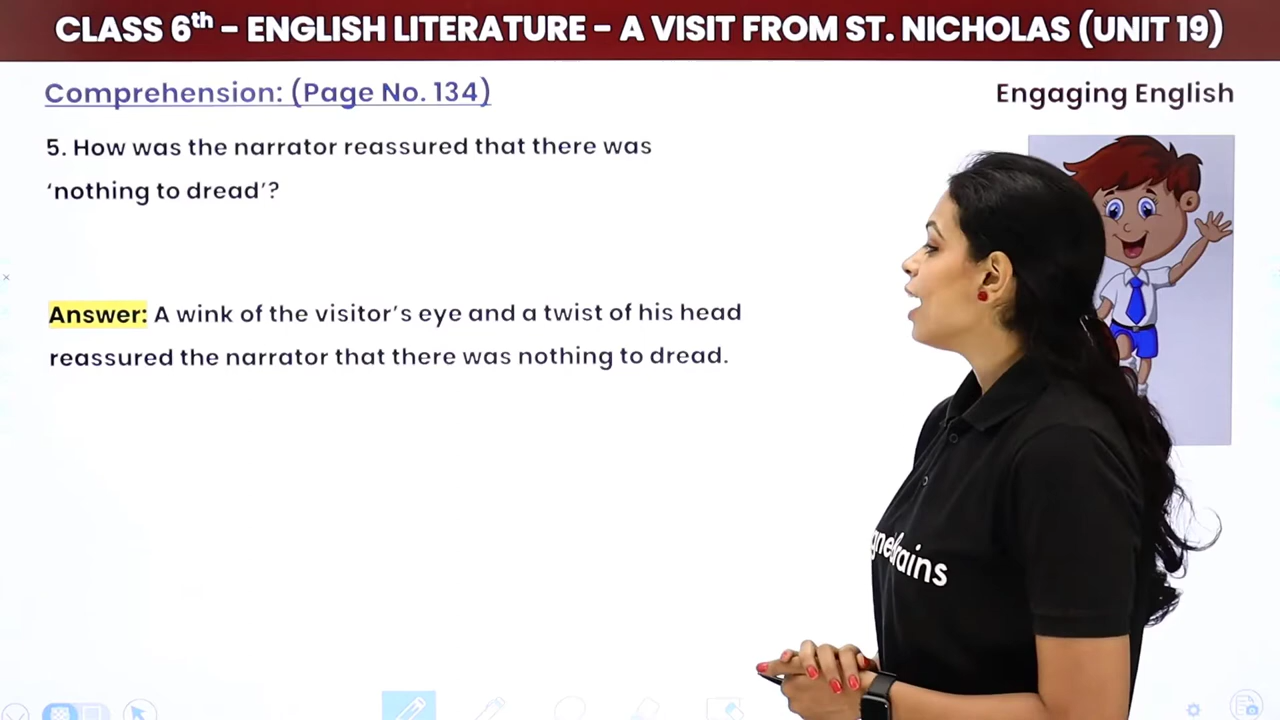 CLASS 6th – ENGLISH LITERATURE – A VISIT FROM ST. NICHOLAS (UNIT 19)
Comprehension: (Page No. 134)
Engaging English
5. How was the narrator reassured that there was
‘nothing to dread’?
Answer: A wink of the visitor’s eye and a twist of his head
reassured the narrator that there was nothing to dread.